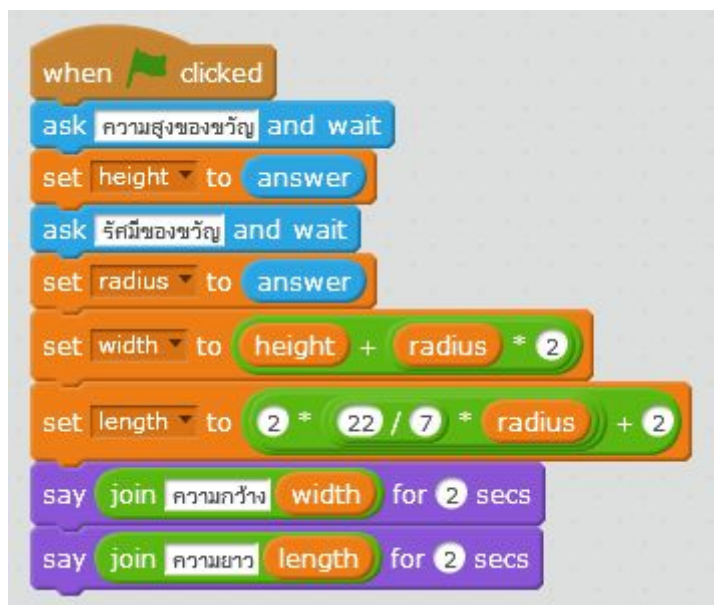 when clicked
ask ความสูงของขวัญ and wait
set height to answer
ask รัศมีของขวัญ and wait
set radius to answer
set width to height + radius * 2
set length to 2 * 22 / 7 * radius + 2
say join ความกว้าง width for 2 secs
say join ความยาว length for 2 secs